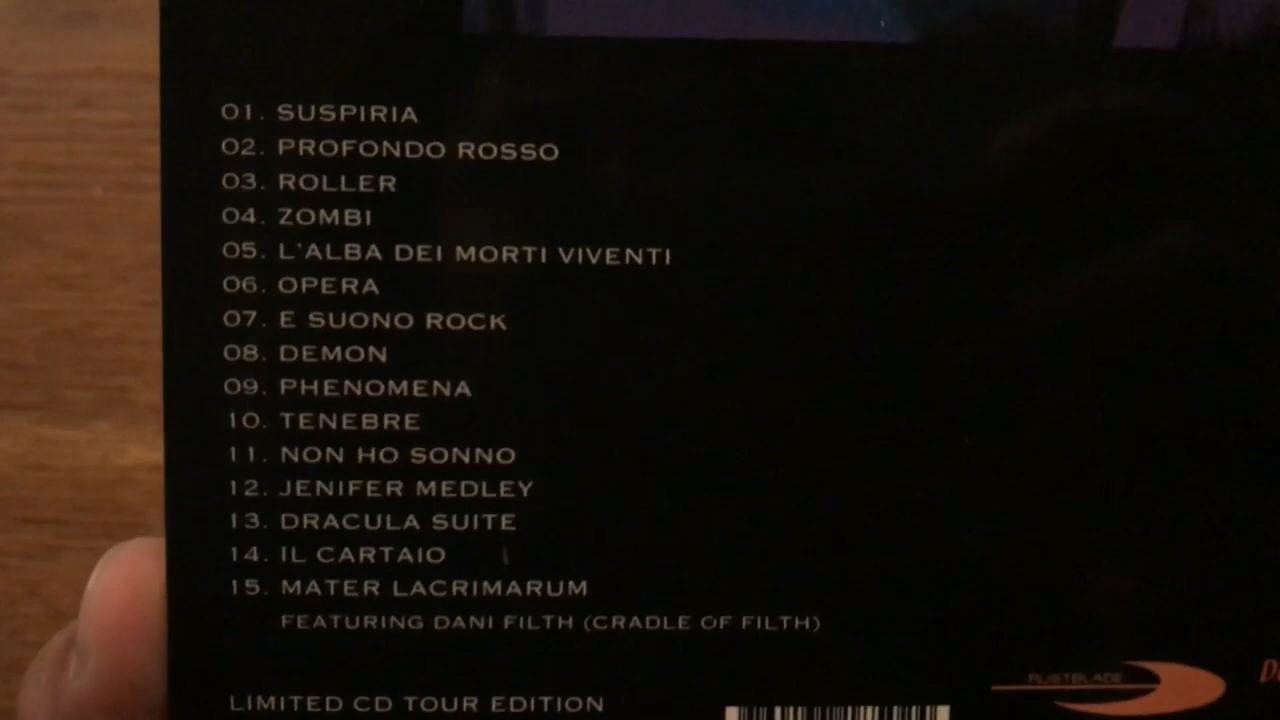 01. SUSPIRIA
02. PROFONDO ROSSO
03. ROLLER
04. ZOMBI
05. L'ALBA DEI MORTI VIVENTI
06. OPERA
07. E SUONO ROCK
08. DEMON
09. PHENOMENA
10. TENEBRE
11. NON HO SONNO
12. JENIFER MEDLEY
13. DRACULA SUITE
14. IL CARTAIO
15. MATER LACRIMARUM
FEATURING DANI FILTH (CRADLE OF FILTH)
RUSTBLADE
LIMITED CD TOUR EDITION